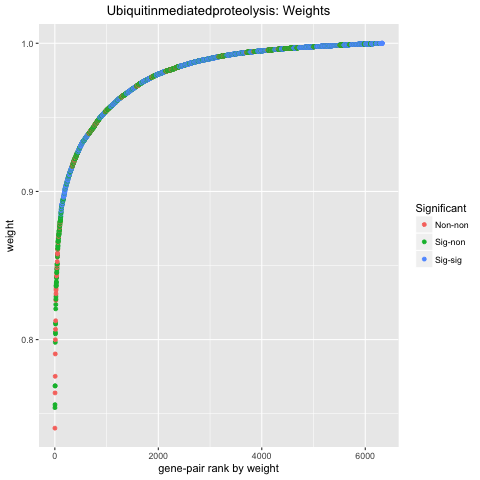 Ubiquitinmediatedproteolysis: Weights
1.0
0.9
0.8
weight
0
2000
4000
6000
gene-pair rank by weight
Significant
Non-non
Sig-non
Sig-sig